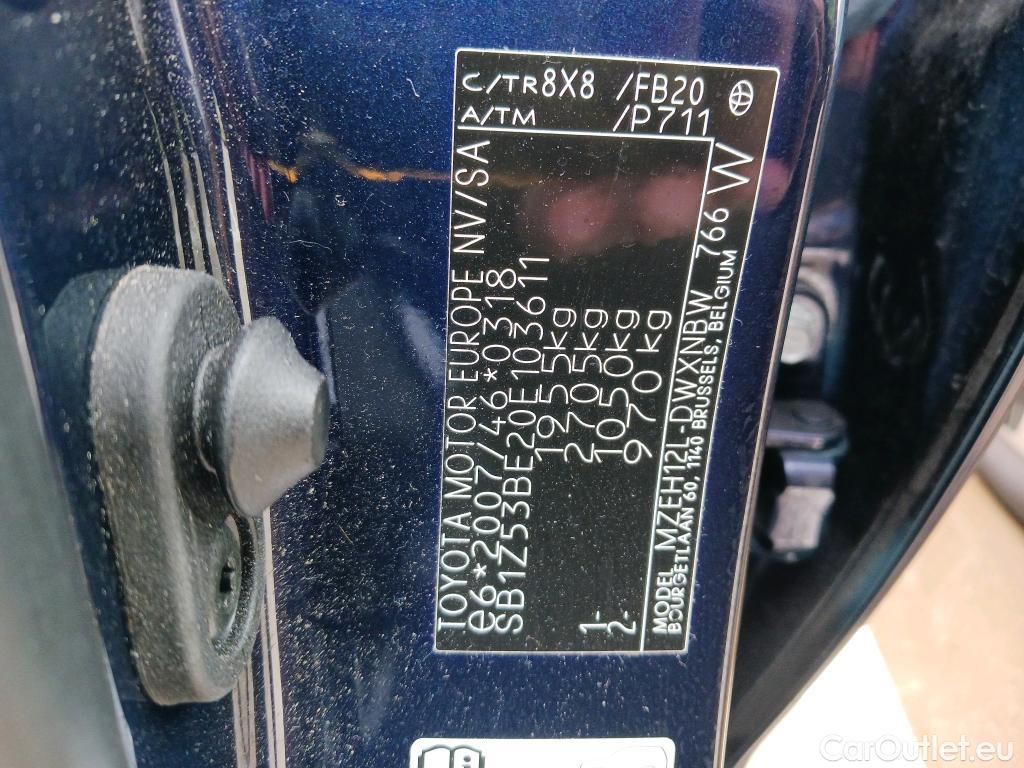 C/TR8X8 /FB20
A/TM /P711
TOYOTA MOTOR EUROPE NV/SA
e6*2007/46*0318
SB1Z53BE20E103611
1955kg
2705kg
1- 1050kg
2- 970kg
MODEL MZEH12L-DWXNBW 766 W
BOURGETLAAN 60, 1140 BRUSSELS, BELGIUM
CarOutlet.eu